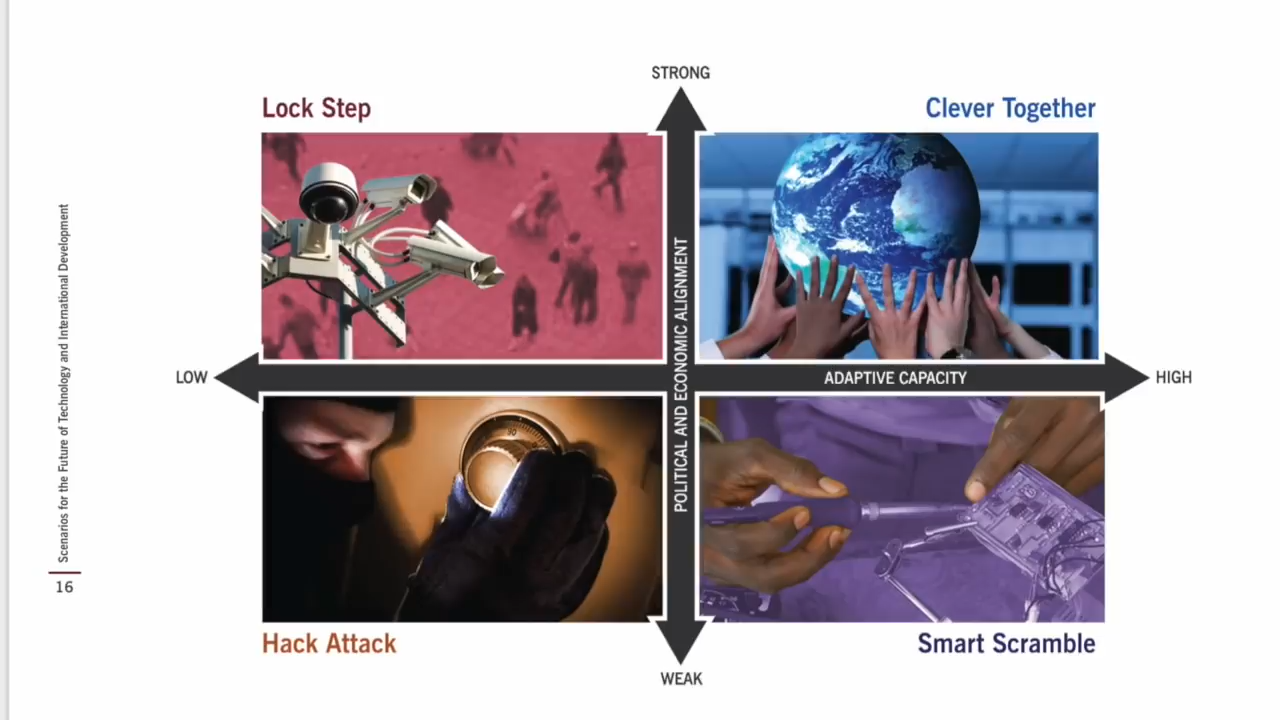 STRONG
Lock Step
Clever Together
Scenarios for the Future of Technology and International Development
16
LOW
POLITICAL AND ECONOMIC ALIGNMENT
ADAPTIVE CAPACITY
HIGH
Hack Attack
Smart Scramble
WEAK